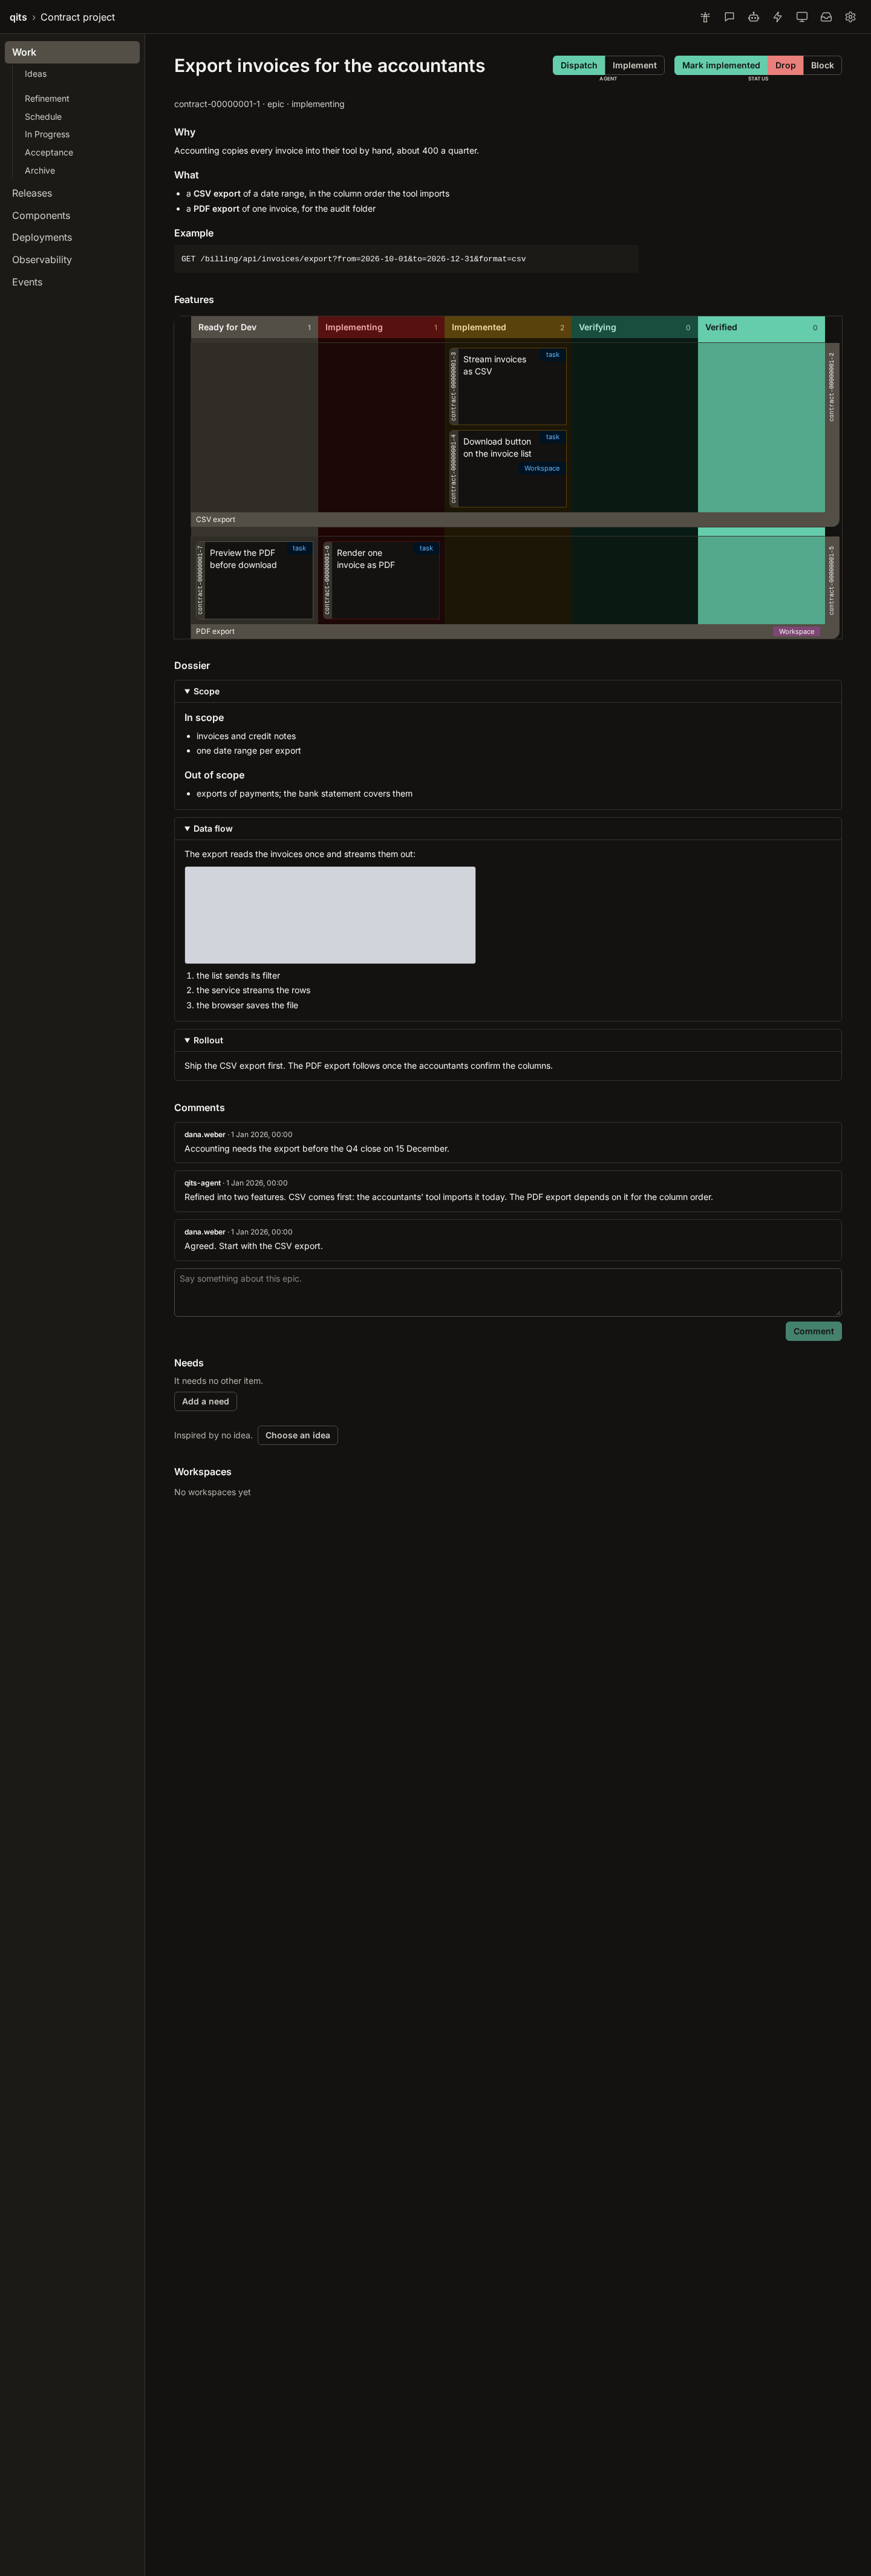 qits › Contract project
Work
Ideas
Refinement
Schedule
In Progress
Acceptance
Archive
Releases
Components
Deployments
Observability
Events
Export invoices for the accountants
Dispatch Implement
AGENT
Mark implemented Drop Block
STATUS
contract-00000001-1 · epic · implementing
Why
Accounting copies every invoice into their tool by hand, about 400 a quarter.
What
• a CSV export of a date range, in the column order the tool imports
• a PDF export of one invoice, for the audit folder
Example
GET /billing/api/invoices/export?from=2026-10-01&to=2026-12-31&format=csv
Features
Ready for Dev 1
Implementing 1
Implemented 2
Verifying 0
Verified 0
contract-00000001-3
Stream invoices
as CSV
task
contract-00000001-4
Download button
on the invoice list
task
Workspace
contract-00000001-2
CSV export
contract-00000001-7
Preview the PDF
before download
task
contract-00000001-6
Render one
invoice as PDF
task
contract-00000001-5
PDF export
Workspace
Dossier
▼ Scope
In scope
• invoices and credit notes
• one date range per export
Out of scope
• exports of payments; the bank statement covers them
▼ Data flow
The export reads the invoices once and streams them out:
1. the list sends its filter
2. the service streams the rows
3. the browser saves the file
▼ Rollout
Ship the CSV export first. The PDF export follows once the accountants confirm the columns.
Comments
dana.weber · 1 Jan 2026, 00:00
Accounting needs the export before the Q4 close on 15 December.
qits-agent · 1 Jan 2026, 00:00
Refined into two features. CSV comes first: the accountants' tool imports it today. The PDF export depends on it for the column order.
dana.weber · 1 Jan 2026, 00:00
Agreed. Start with the CSV export.
Say something about this epic.
Comment
Needs
It needs no other item.
Add a need
Inspired by no idea. Choose an idea
Workspaces
No workspaces yet